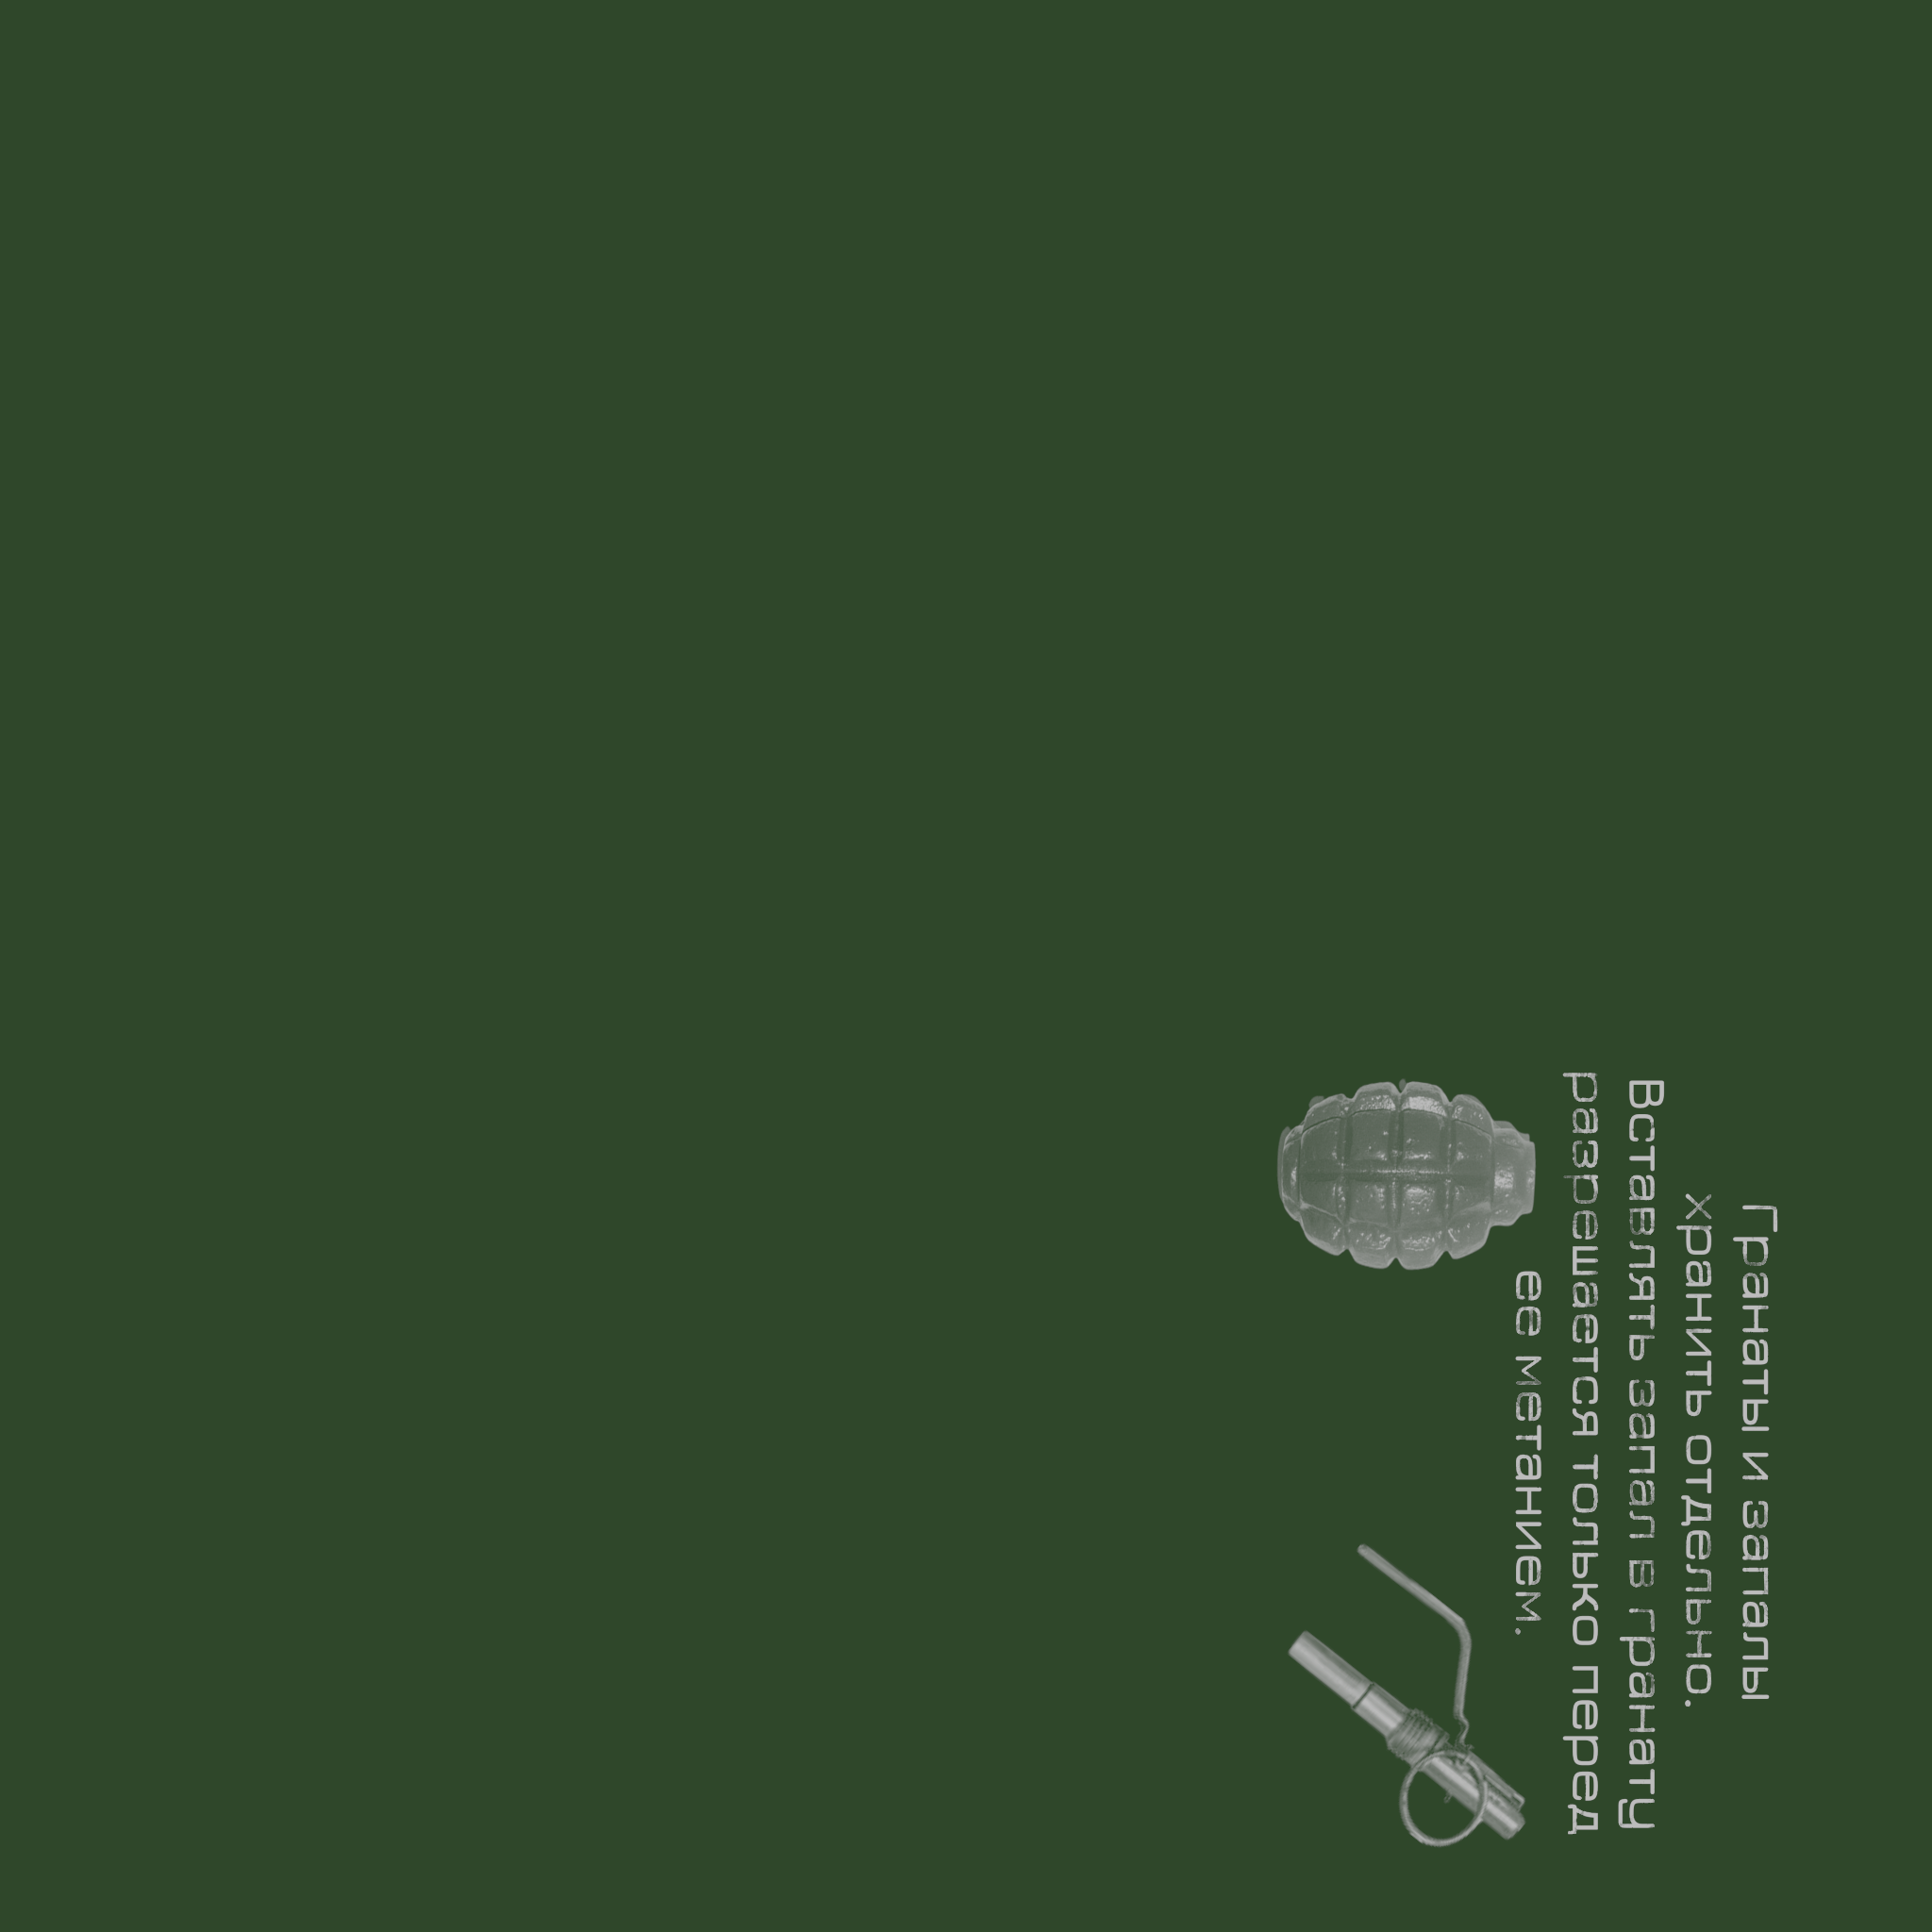 Гранаты и запалы
хранить отдельно.
Вставлять запал в гранату
разрешается только перед
ее метанием.